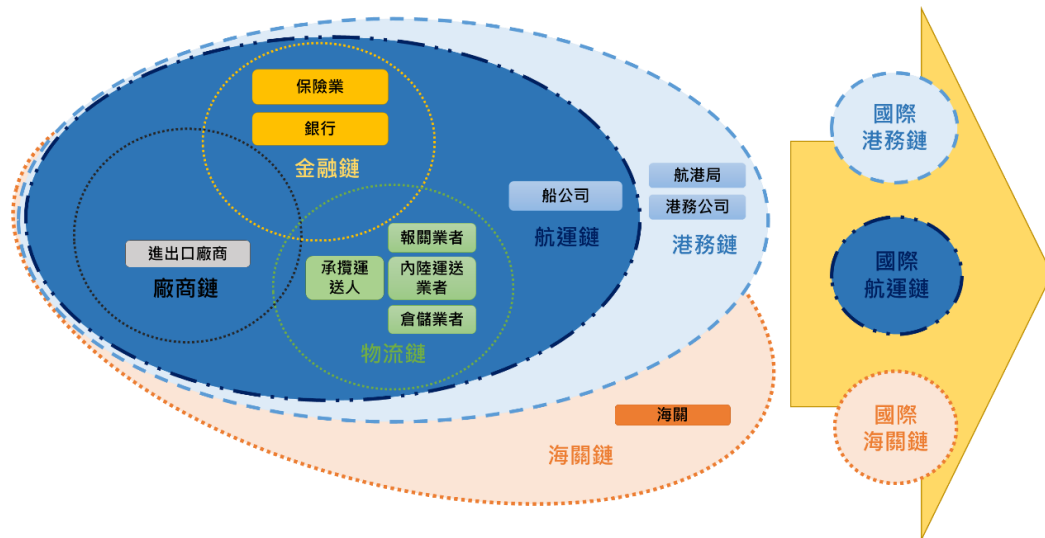 保險業
銀行
金融鏈
進出口廠商
廠商鏈
報關業者
承攬運
送人
內陸運送
業者
倉儲業者
物流鏈
船公司
航運鏈
航港局
港務公司
港務鏈
海關
海關鏈
國際
港務鏈
國際
航運鏈
國際
海關鏈